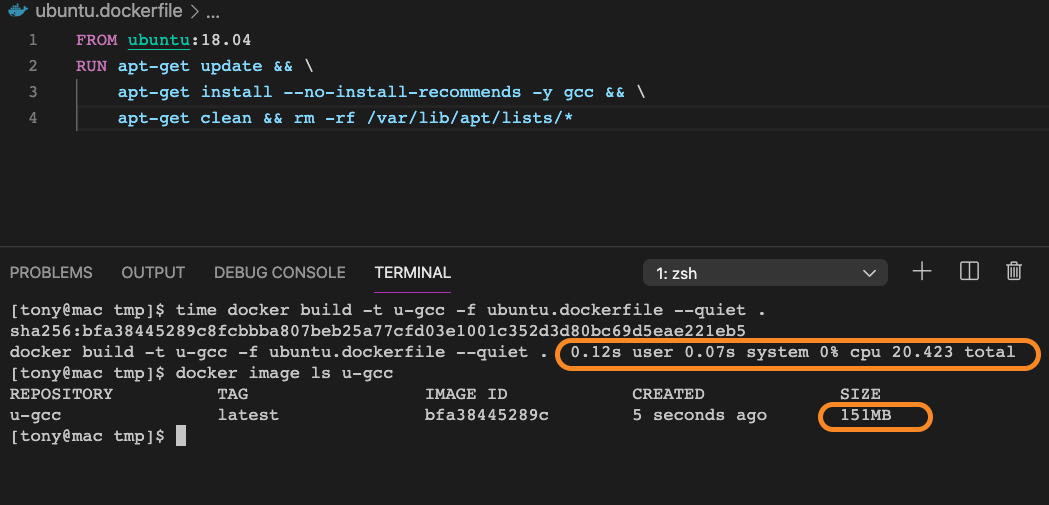 ubuntu.dockerfile > ...
1 FROM ubuntu:18.04
2 RUN apt-get update && \
3 apt-get install --no-install-recommends -y gcc && \
4 apt-get clean && rm -rf /var/lib/apt/lists/*
PROBLEMS OUTPUT DEBUG CONSOLE TERMINAL 1: zsh
[tony@mac tmp]$ time docker build -t u-gcc -f ubuntu.dockerfile --quiet .
sha256:bfa38445289c8fcbbba807beb25a77cfd03e1001c352d3d80bc69d5eae221eb5
docker build -t u-gcc -f ubuntu.dockerfile --quiet . 0.12s user 0.07s system 0% cpu 20.423 total
[tony@mac tmp]$ docker image ls u-gcc
REPOSITORY TAG IMAGE ID CREATED SIZE
u-gcc latest bfa38445289c 5 seconds ago 151MB
[tony@mac tmp]$